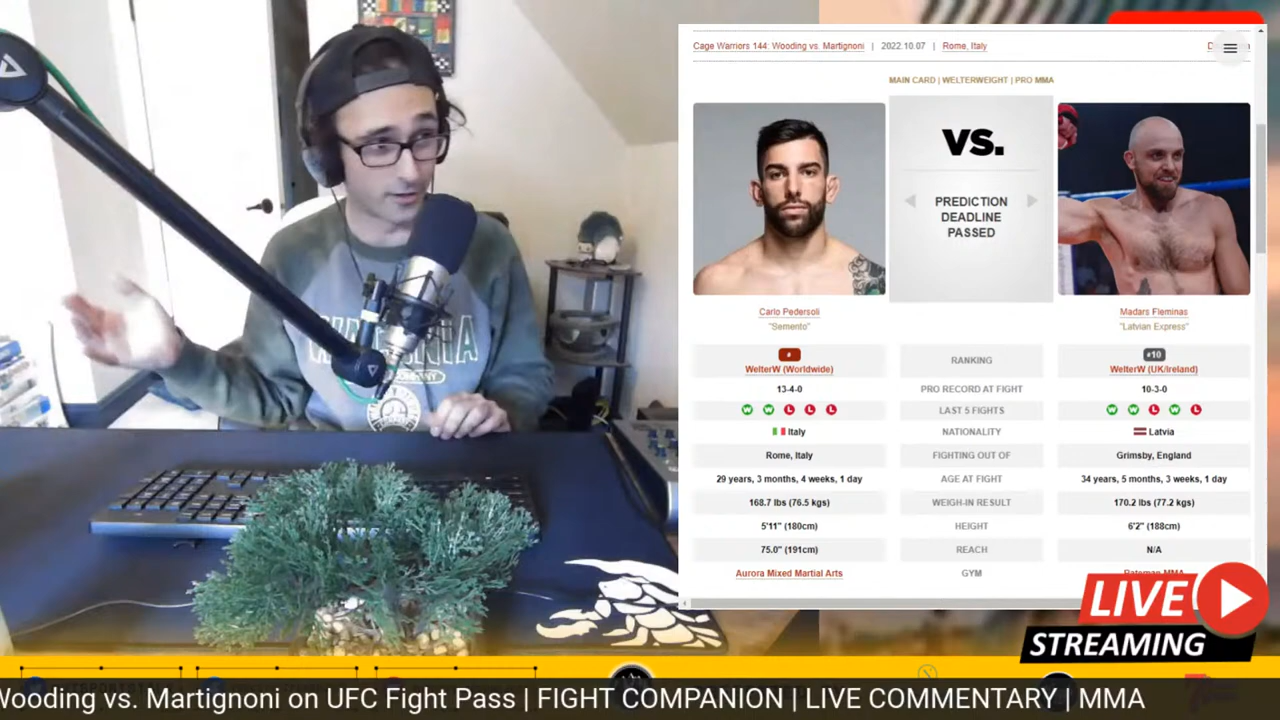 Cage Warriors 144: Wooding vs. Martignoni | 2022.10.07 | Rome, Italy
MAIN CARD | WELTERWEIGHT | PRO MMA
VS.
PREDICTION
DEADLINE
PASSED
Carlo Pedersoli
"Semento"
Madars Fleminas
"Latvian Express"
# RANKING #10
WelterW (Worldwide) WelterW (UK/Ireland)
13-4-0 PRO RECORD AT FIGHT 10-3-0
W W L L L LAST 5 FIGHTS W W L W L
Italy NATIONALITY Latvia
Rome, Italy FIGHTING OUT OF Grimsby, England
29 years, 3 months, 4 weeks, 1 day AGE AT FIGHT 34 years, 5 months, 3 weeks, 1 day
168.7 lbs (76.5 kgs) WEIGH-IN RESULT 170.2 lbs (77.2 kgs)
5'11" (180cm) HEIGHT 6'2" (188cm)
75.0" (191cm) REACH N/A
Aurora Mixed Martial Arts GYM
LIVE
STREAMING
Wooding vs. Martignoni on UFC Fight Pass | FIGHT COMPANION | LIVE COMMENTARY | MMA